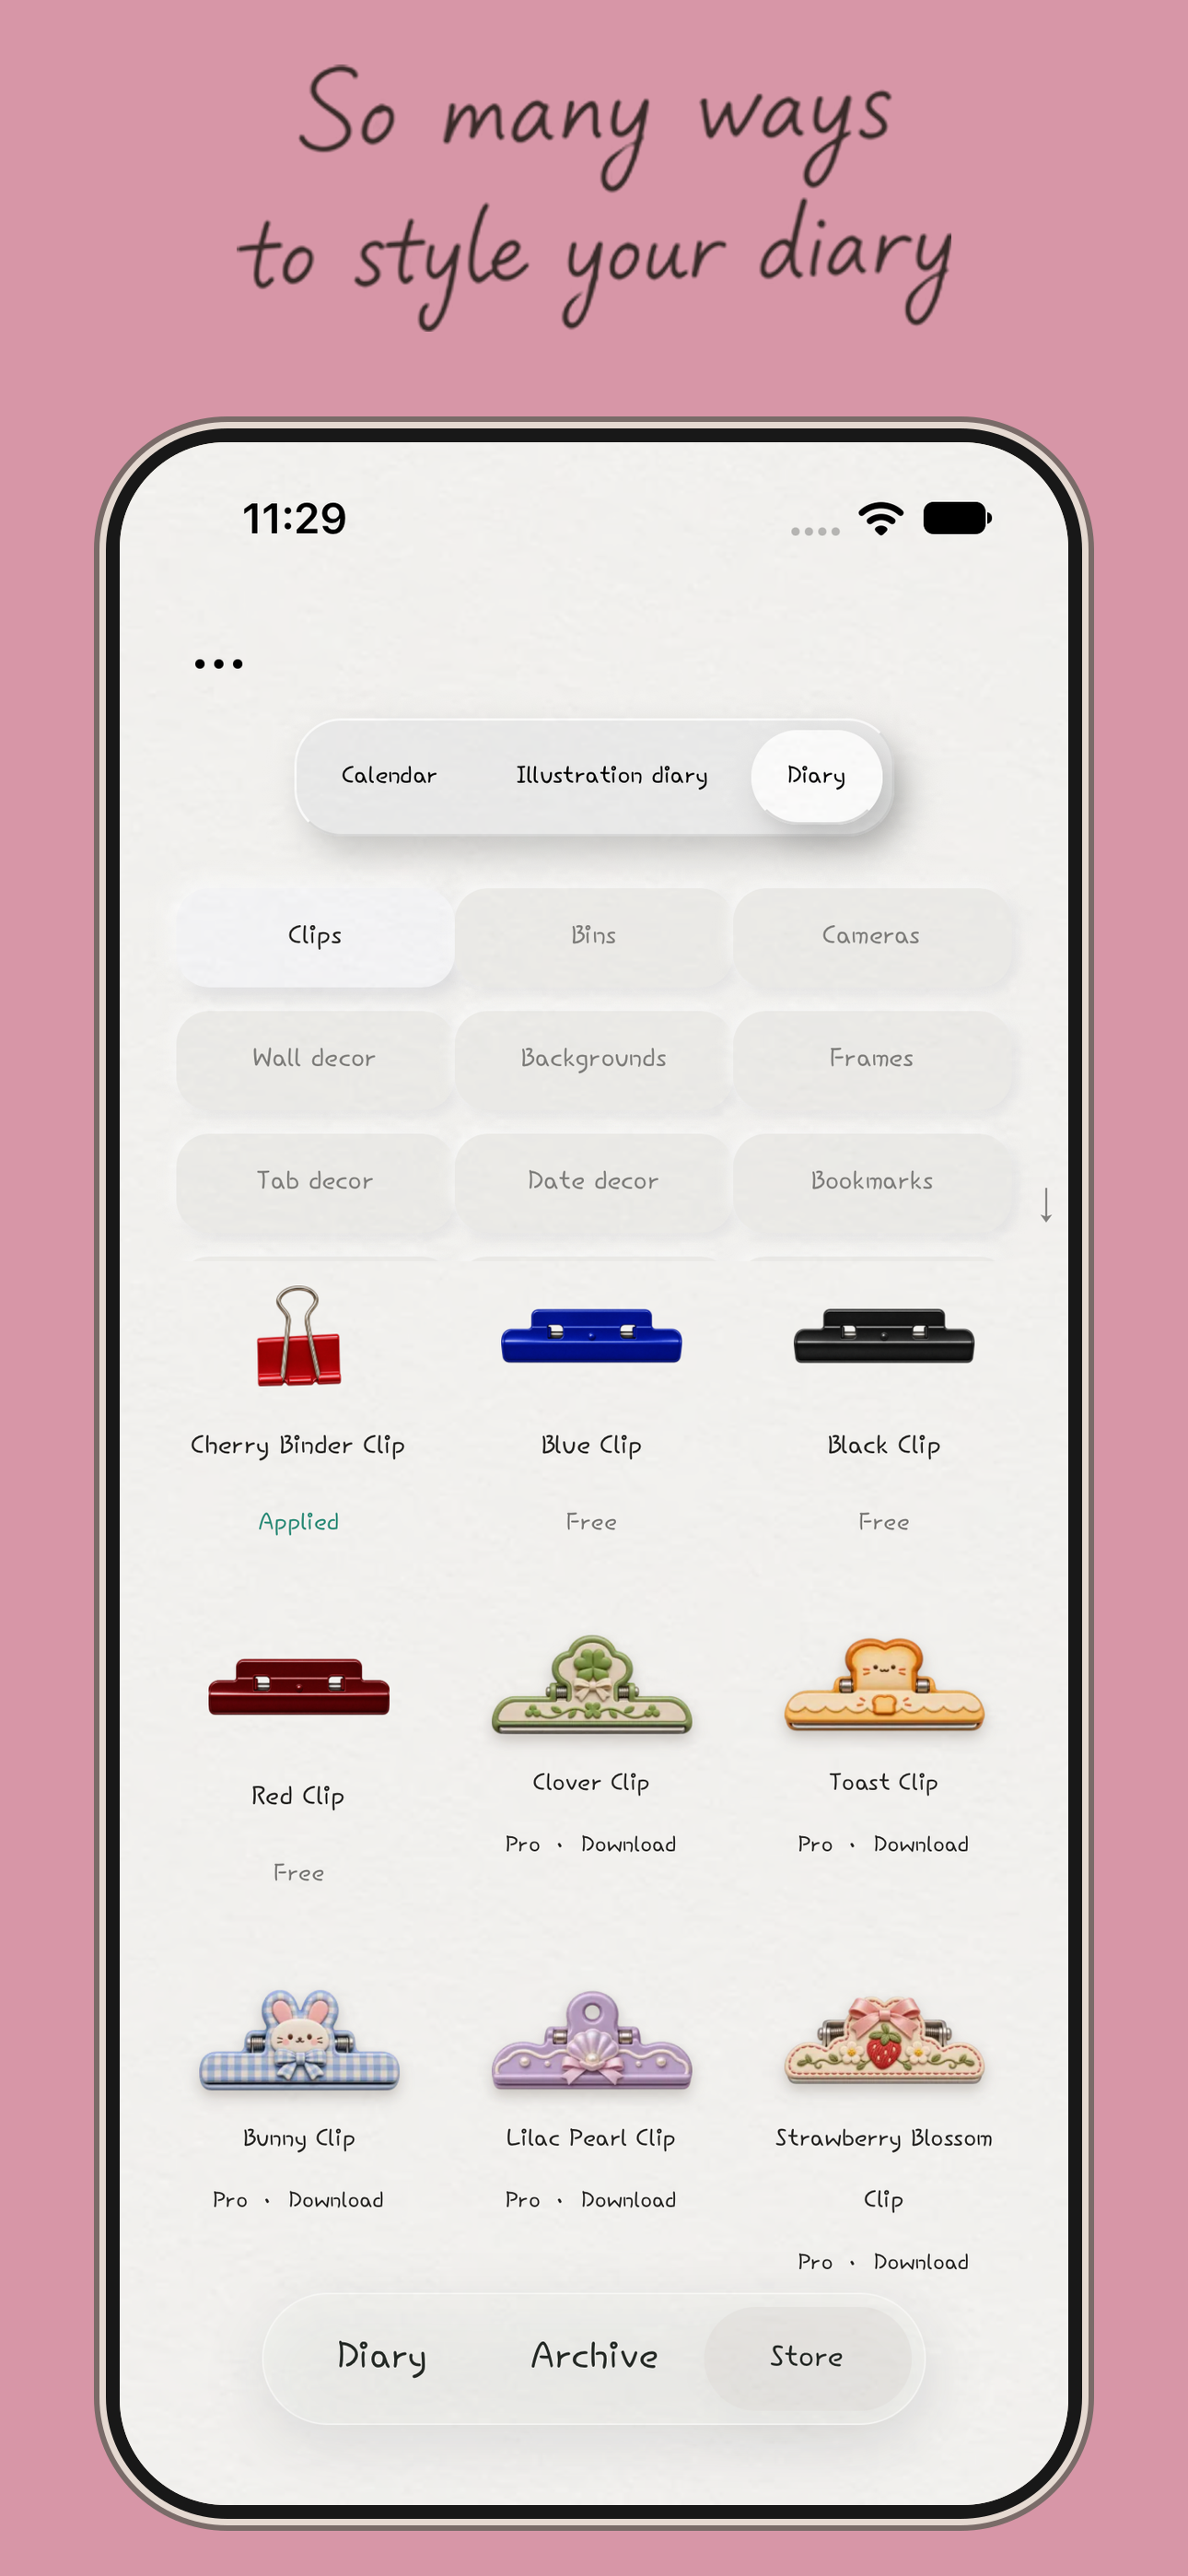 So many ways
to style your diary
11:29
Calendar Illustration diary Diary
Clips Bins Cameras
Wall decor Backgrounds Frames
Tab decor Date decor Bookmarks
↓
Cherry Binder Clip Blue Clip Black Clip
Applied Free Free
Red Clip Clover Clip Toast Clip
Free Pro · Download Pro · Download
Bunny Clip Lilac Pearl Clip Strawberry Blossom
Clip
Pro · Download Pro · Download Pro · Download
Diary Archive Store